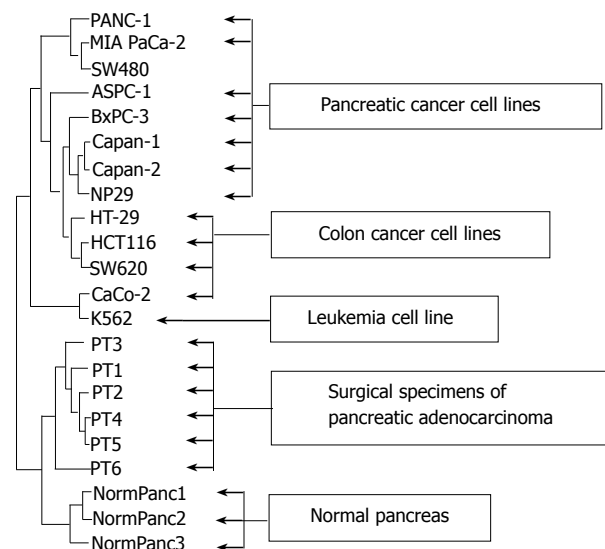 PANC-1
MIA PaCa-2
SW480
ASPC-1
BxPC-3
Capan-1
Capan-2
NP29
HT-29
HCT116
SW620
CaCo-2
K562
PT3
PT1
PT2
PT4
PT5
PT6
NormPanc1
NormPanc2
NormPanc3
Pancreatic cancer cell lines
Colon cancer cell lines
Leukemia cell line
Surgical specimens of
pancreatic adenocarcinoma
Normal pancreas